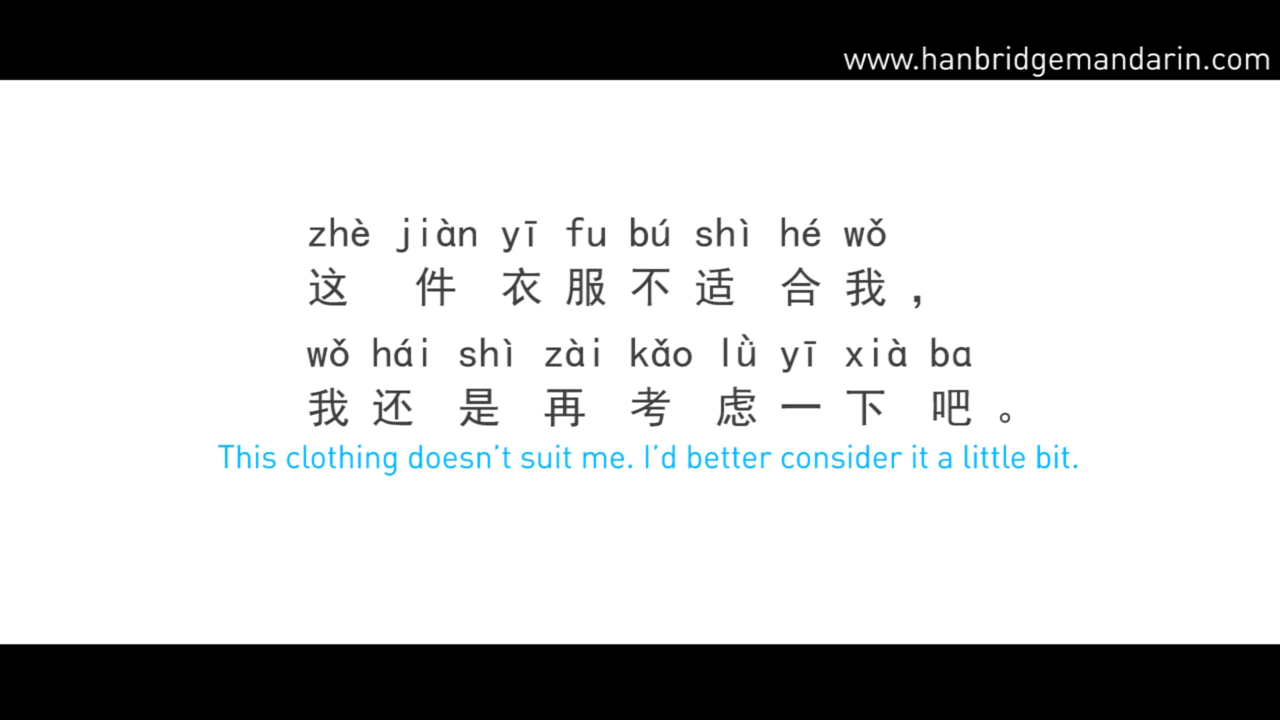 www.hanbridgemandarin.com
zhè jiàn yī fu bú shì hé wǒ
这件衣服不适合我，
wǒ hái shì zài kǎo lǜ yī xià ba
我还是再考虑一下吧。
This clothing doesn’t suit me. I’d better consider it a little bit.